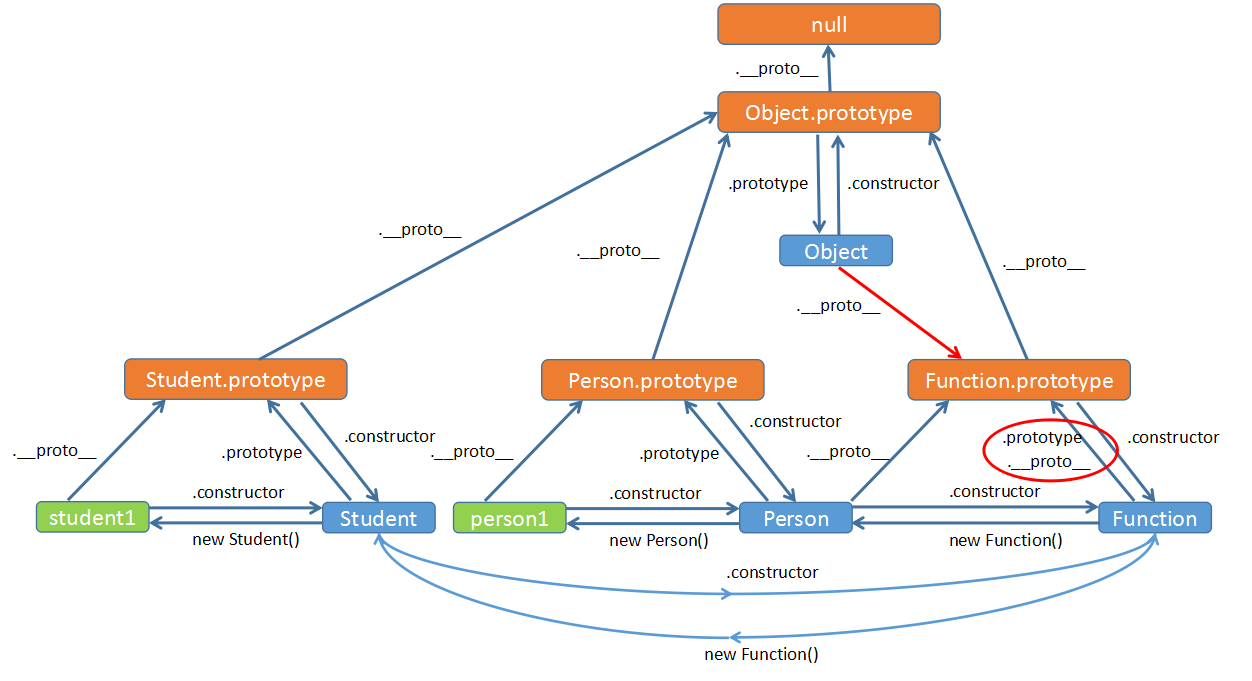 null
.__proto__
Object.prototype
.prototype
.constructor
.__proto__
Object
.__proto__
.__proto__
.__proto__
Student.prototype
Person.prototype
Function.prototype
.__proto__
.prototype
.constructor
.__proto__
.prototype
.constructor
.__proto__
.prototype
.__proto__
.constructor
.constructor
.constructor
.constructor
student1
Student
person1
Person
Function
new Student()
new Person()
new Function()
.constructor
new Function()